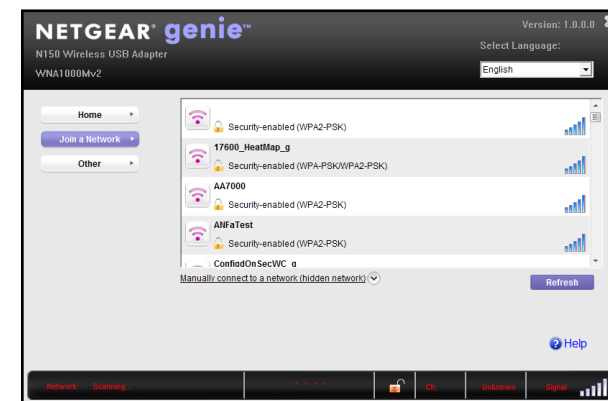 NETGEAR® genie™
Version: 1.0.0.0
N150 Wireless USB Adapter
Select Language:
WNA1000Mv2
English
Home
Security-enabled (WPA2-PSK)
Join a Network
17600_HeatMap_g
Security-enabled (WPA-PSK/WPA2-PSK)
Other
AA7000
Security-enabled (WPA2-PSK)
ANFaTest
Security-enabled (WPA2-PSK)
ConfigdOnSecWC_g
Manually connect to a network (hidden network)
Refresh
? Help
Network Scanning... *.*.*.* Ch. Unknown Signal